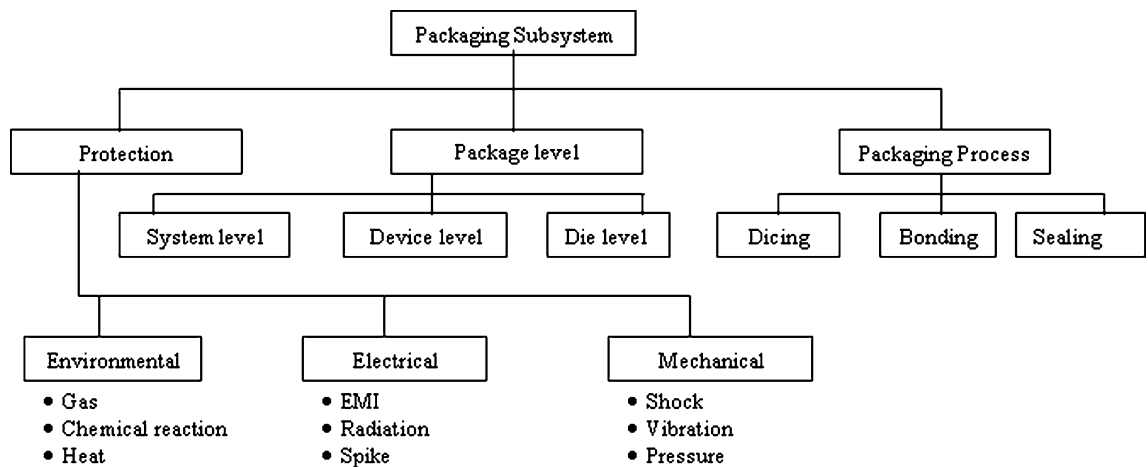 Packaging Subsystem
Protection
Package level
Packaging Process
System level
Device level
Die level
Dicing
Bonding
Sealing
Environmental
Electrical
Mechanical
• Gas
• Chemical reaction
• Heat
• EMI
• Radiation
• Spike
• Shock
• Vibration
• Pressure